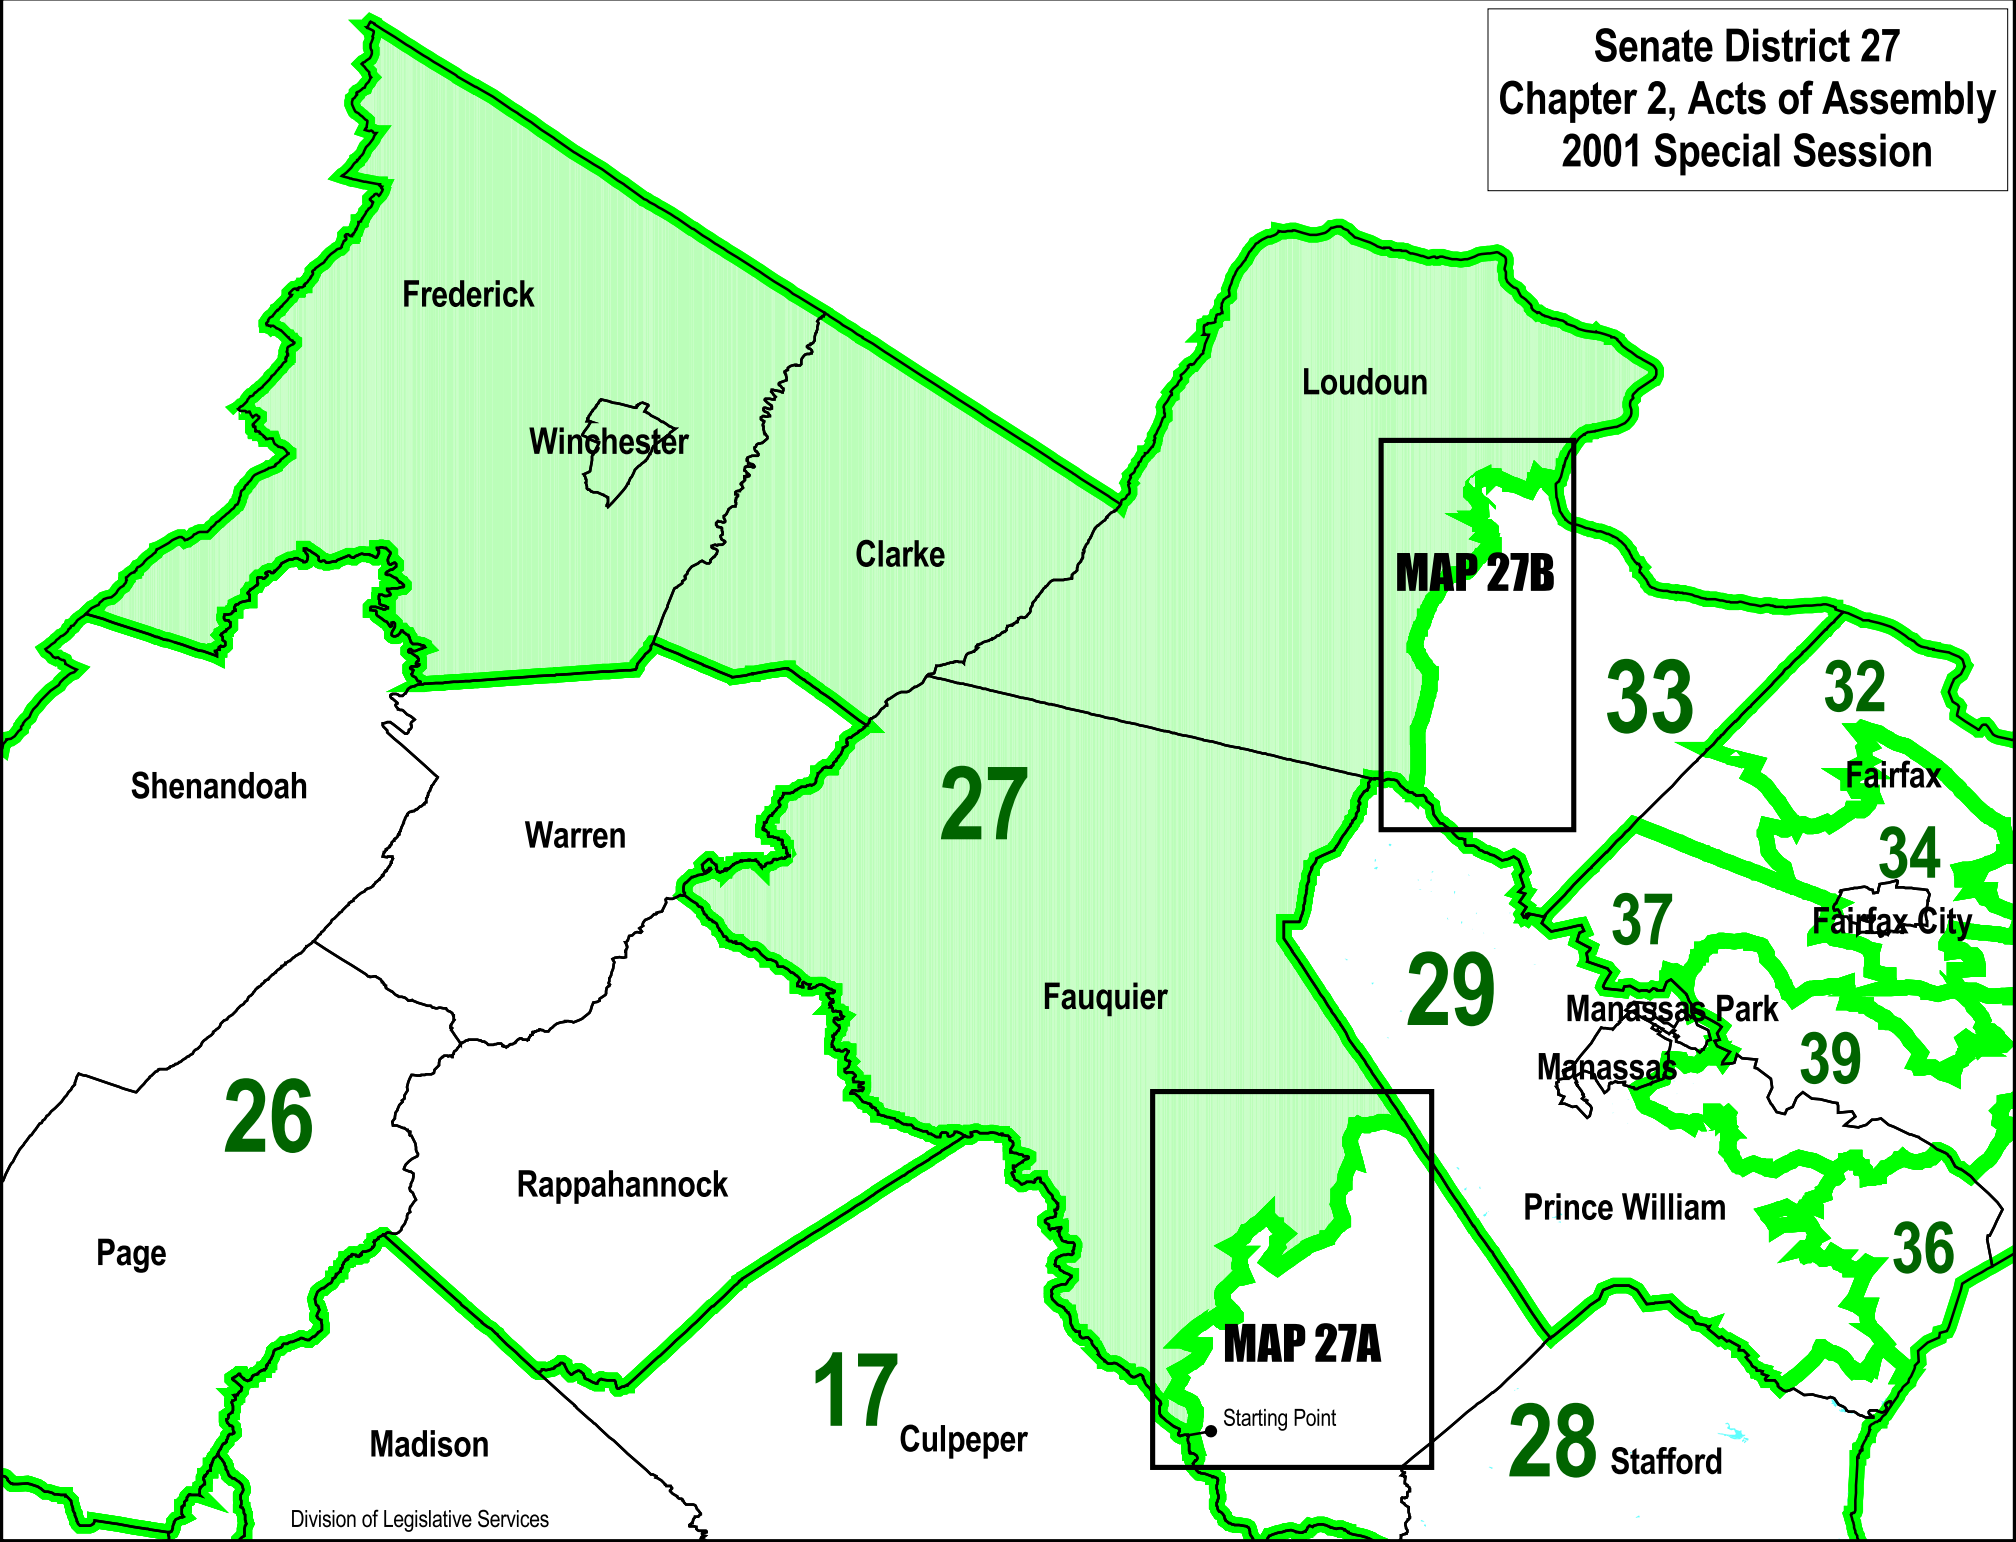 Senate District 27
Chapter 2, Acts of Assembly
2001 Special Session
Frederick
Loudoun
Winchester
Clarke
MAP 27B
33
32
Fairfax
Shenandoah
27
Warren
34
37
Fairfax City
29
Fauquier
Manassas Park
Manassas
39
26
Rappahannock
Prince William
Page
36
MAP 27A
17
Starting Point
Culpeper
Madison
28
Stafford
Division of Legislative Services